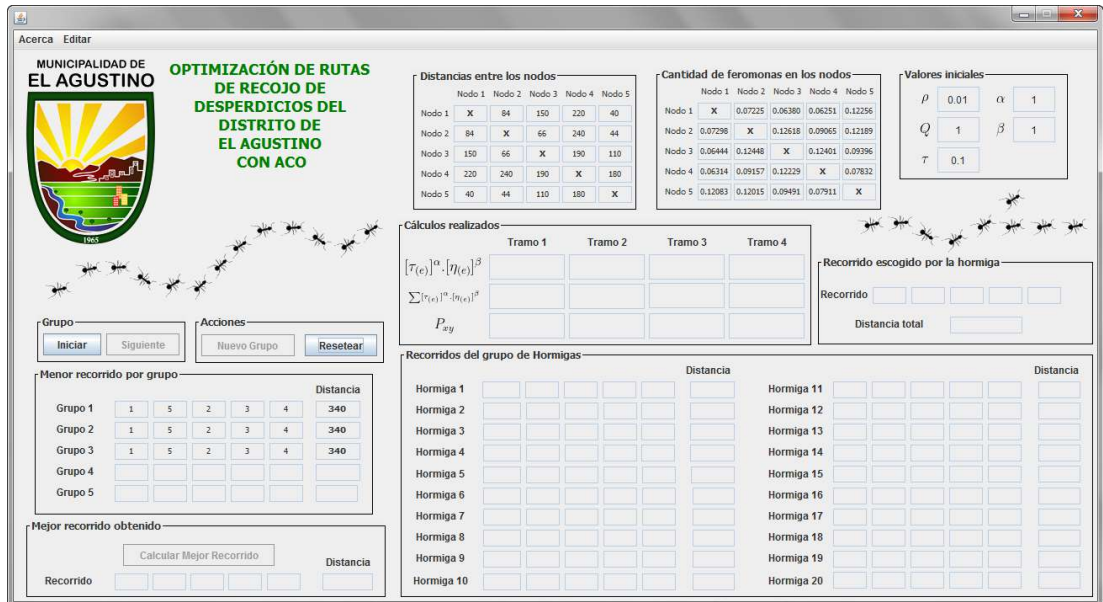 Acerca Editar
MUNICIPALIDAD DE
EL AGUSTINO
1965
OPTIMIZACIÓN DE RUTAS
DE RECOJO DE
DESPERDICIOS DEL
DISTRITO DE
EL AGUSTINO
CON ACO
Distancias entre los nodos
Nodo 1 Nodo 2 Nodo 3 Nodo 4 Nodo 5
Nodo 1 X 84 150 220 40
Nodo 2 84 X 66 240 44
Nodo 3 150 66 X 190 110
Nodo 4 220 240 190 X 180
Nodo 5 40 44 110 180 X
Cantidad de feromonas en los nodos
Nodo 1 Nodo 2 Nodo 3 Nodo 4 Nodo 5
Nodo 1 X 0.07225 0.06380 0.06251 0.12256
Nodo 2 0.07298 X 0.12618 0.09065 0.12189
Nodo 3 0.06444 0.12448 X 0.12401 0.09396
Nodo 4 0.06314 0.09157 0.12229 X 0.07832
Nodo 5 0.12083 0.12015 0.09491 0.07911 X
Valores iniciales
ρ 0.01 α 1
Q 1 β 1
τ 0.1
Cálculos realizados
Tramo 1 Tramo 2 Tramo 3 Tramo 4
[τ(e)]^α.[η(e)]^β
∑[τ(e)]^α.[η(e)]^β
P_xy
Recorrido escogido por la hormiga
Recorrido
Distancia total
Grupo
Iniciar Siguiente
Acciones
Nuevo Grupo Resetear
Menor recorrido por grupo
Distancia
Grupo 1 1 5 2 3 4 340
Grupo 2 1 5 2 3 4 340
Grupo 3 1 5 2 3 4 340
Grupo 4
Grupo 5
Mejor recorrido obtenido
Calcular Mejor Recorrido
Distancia
Recorrido
Recorridos del grupo de Hormigas
Distancia Distancia
Hormiga 1 Hormiga 11
Hormiga 2 Hormiga 12
Hormiga 3 Hormiga 13
Hormiga 4 Hormiga 14
Hormiga 5 Hormiga 15
Hormiga 6 Hormiga 16
Hormiga 7 Hormiga 17
Hormiga 8 Hormiga 18
Hormiga 9 Hormiga 19
Hormiga 10 Hormiga 20